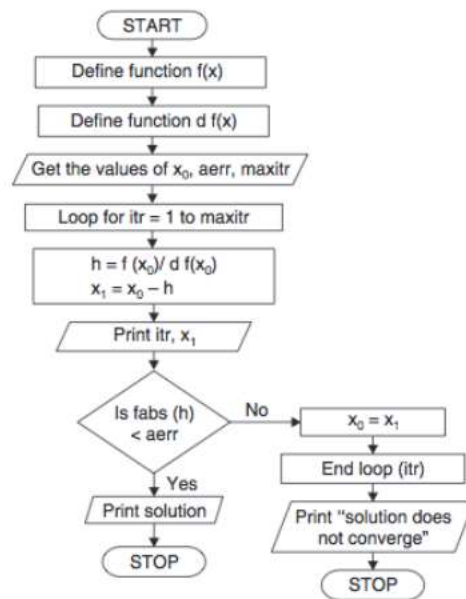 START
Define function f(x)
Define function d f(x)
Get the values of x₀, aerr, maxitr
Loop for itr = 1 to maxitr
h = f (x₀)/ d f(x₀)
x₁ = x₀ – h
Print itr, x₁
Is fabs (h)
< aerr
No
x₀ = x₁
End loop (itr)
Print “solution does
not converge”
STOP
Yes
Print solution
STOP